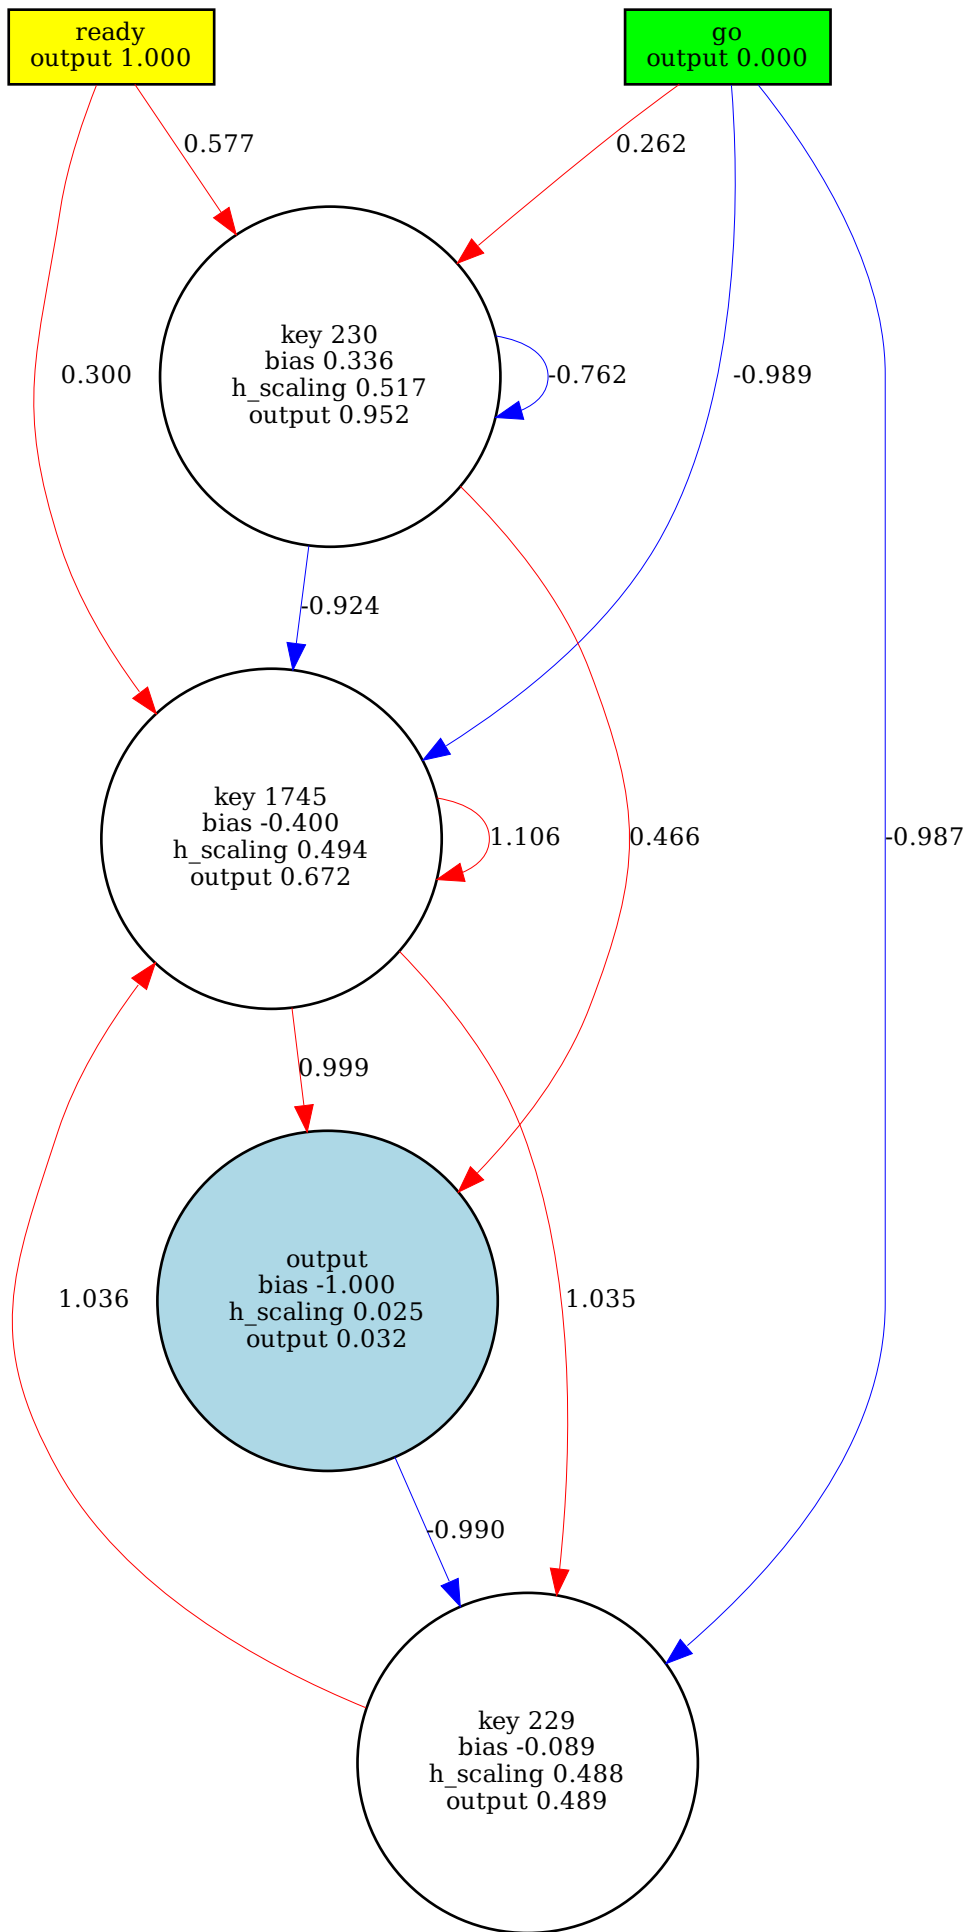 ready
output 1.000
go
output 0.000
0.577
0.262
key 230
bias 0.336
h_scaling 0.517
output 0.952
0.300
-0.762
-0.989
-0.924
key 1745
bias -0.400
h_scaling 0.494
output 0.672
1.106
0.466
-0.987
0.999
output
bias -1.000
h_scaling 0.025
output 0.032
1.036
1.035
-0.990
key 229
bias -0.089
h_scaling 0.488
output 0.489